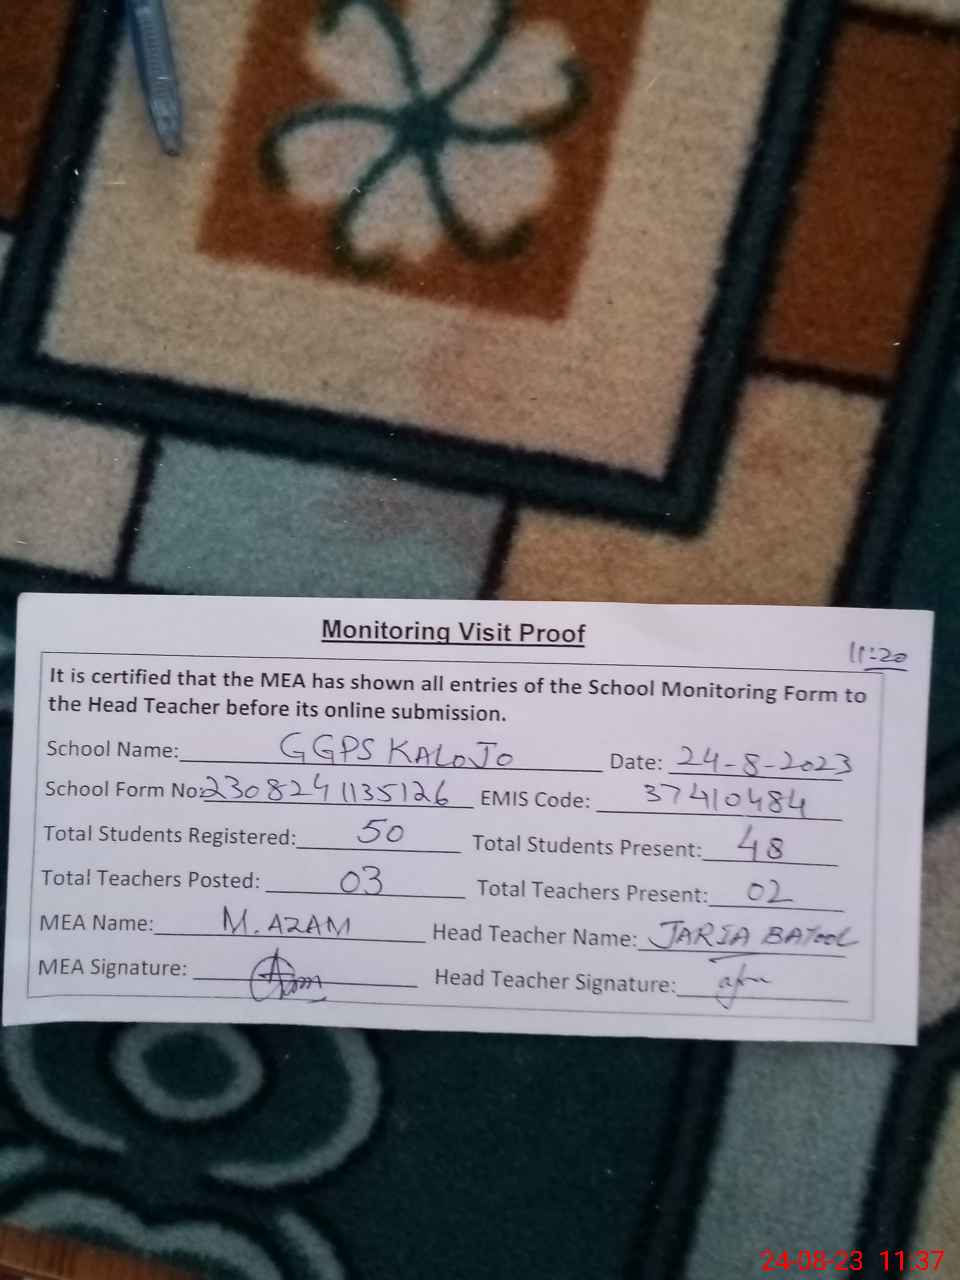 Monitoring Visit Proof
11:20
It is certified that the MEA has shown all entries of the School Monitoring Form to
the Head Teacher before its online submission.
School Name: GGPS KALOJO Date: 24-8-2023
School Form No: 2308241135126 EMIS Code: 37410484
Total Students Registered: 50 Total Students Present: 48
Total Teachers Posted: 03 Total Teachers Present: 02
MEA Name: M. AZAM Head Teacher Name: JARIA BATOOL
MEA Signature: Head Teacher Signature:
24-08-23 11:37